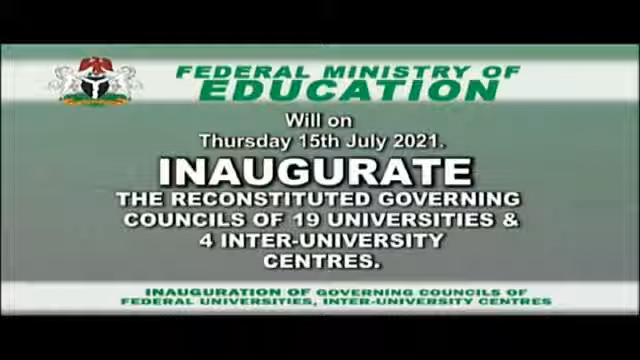 FEDERAL MINISTRY OF
EDUCATION
Will on
Thursday 15th July 2021.
INAUGURATE
THE RECONSTITUTED GOVERNING
COUNCILS OF 19 UNIVERSITIES &
4 INTER-UNIVERSITY
CENTRES.
INAUGURATION OF GOVERNING COUNCILS OF
FEDERAL UNIVERSITIES, INTER-UNIVERSITY CENTRES